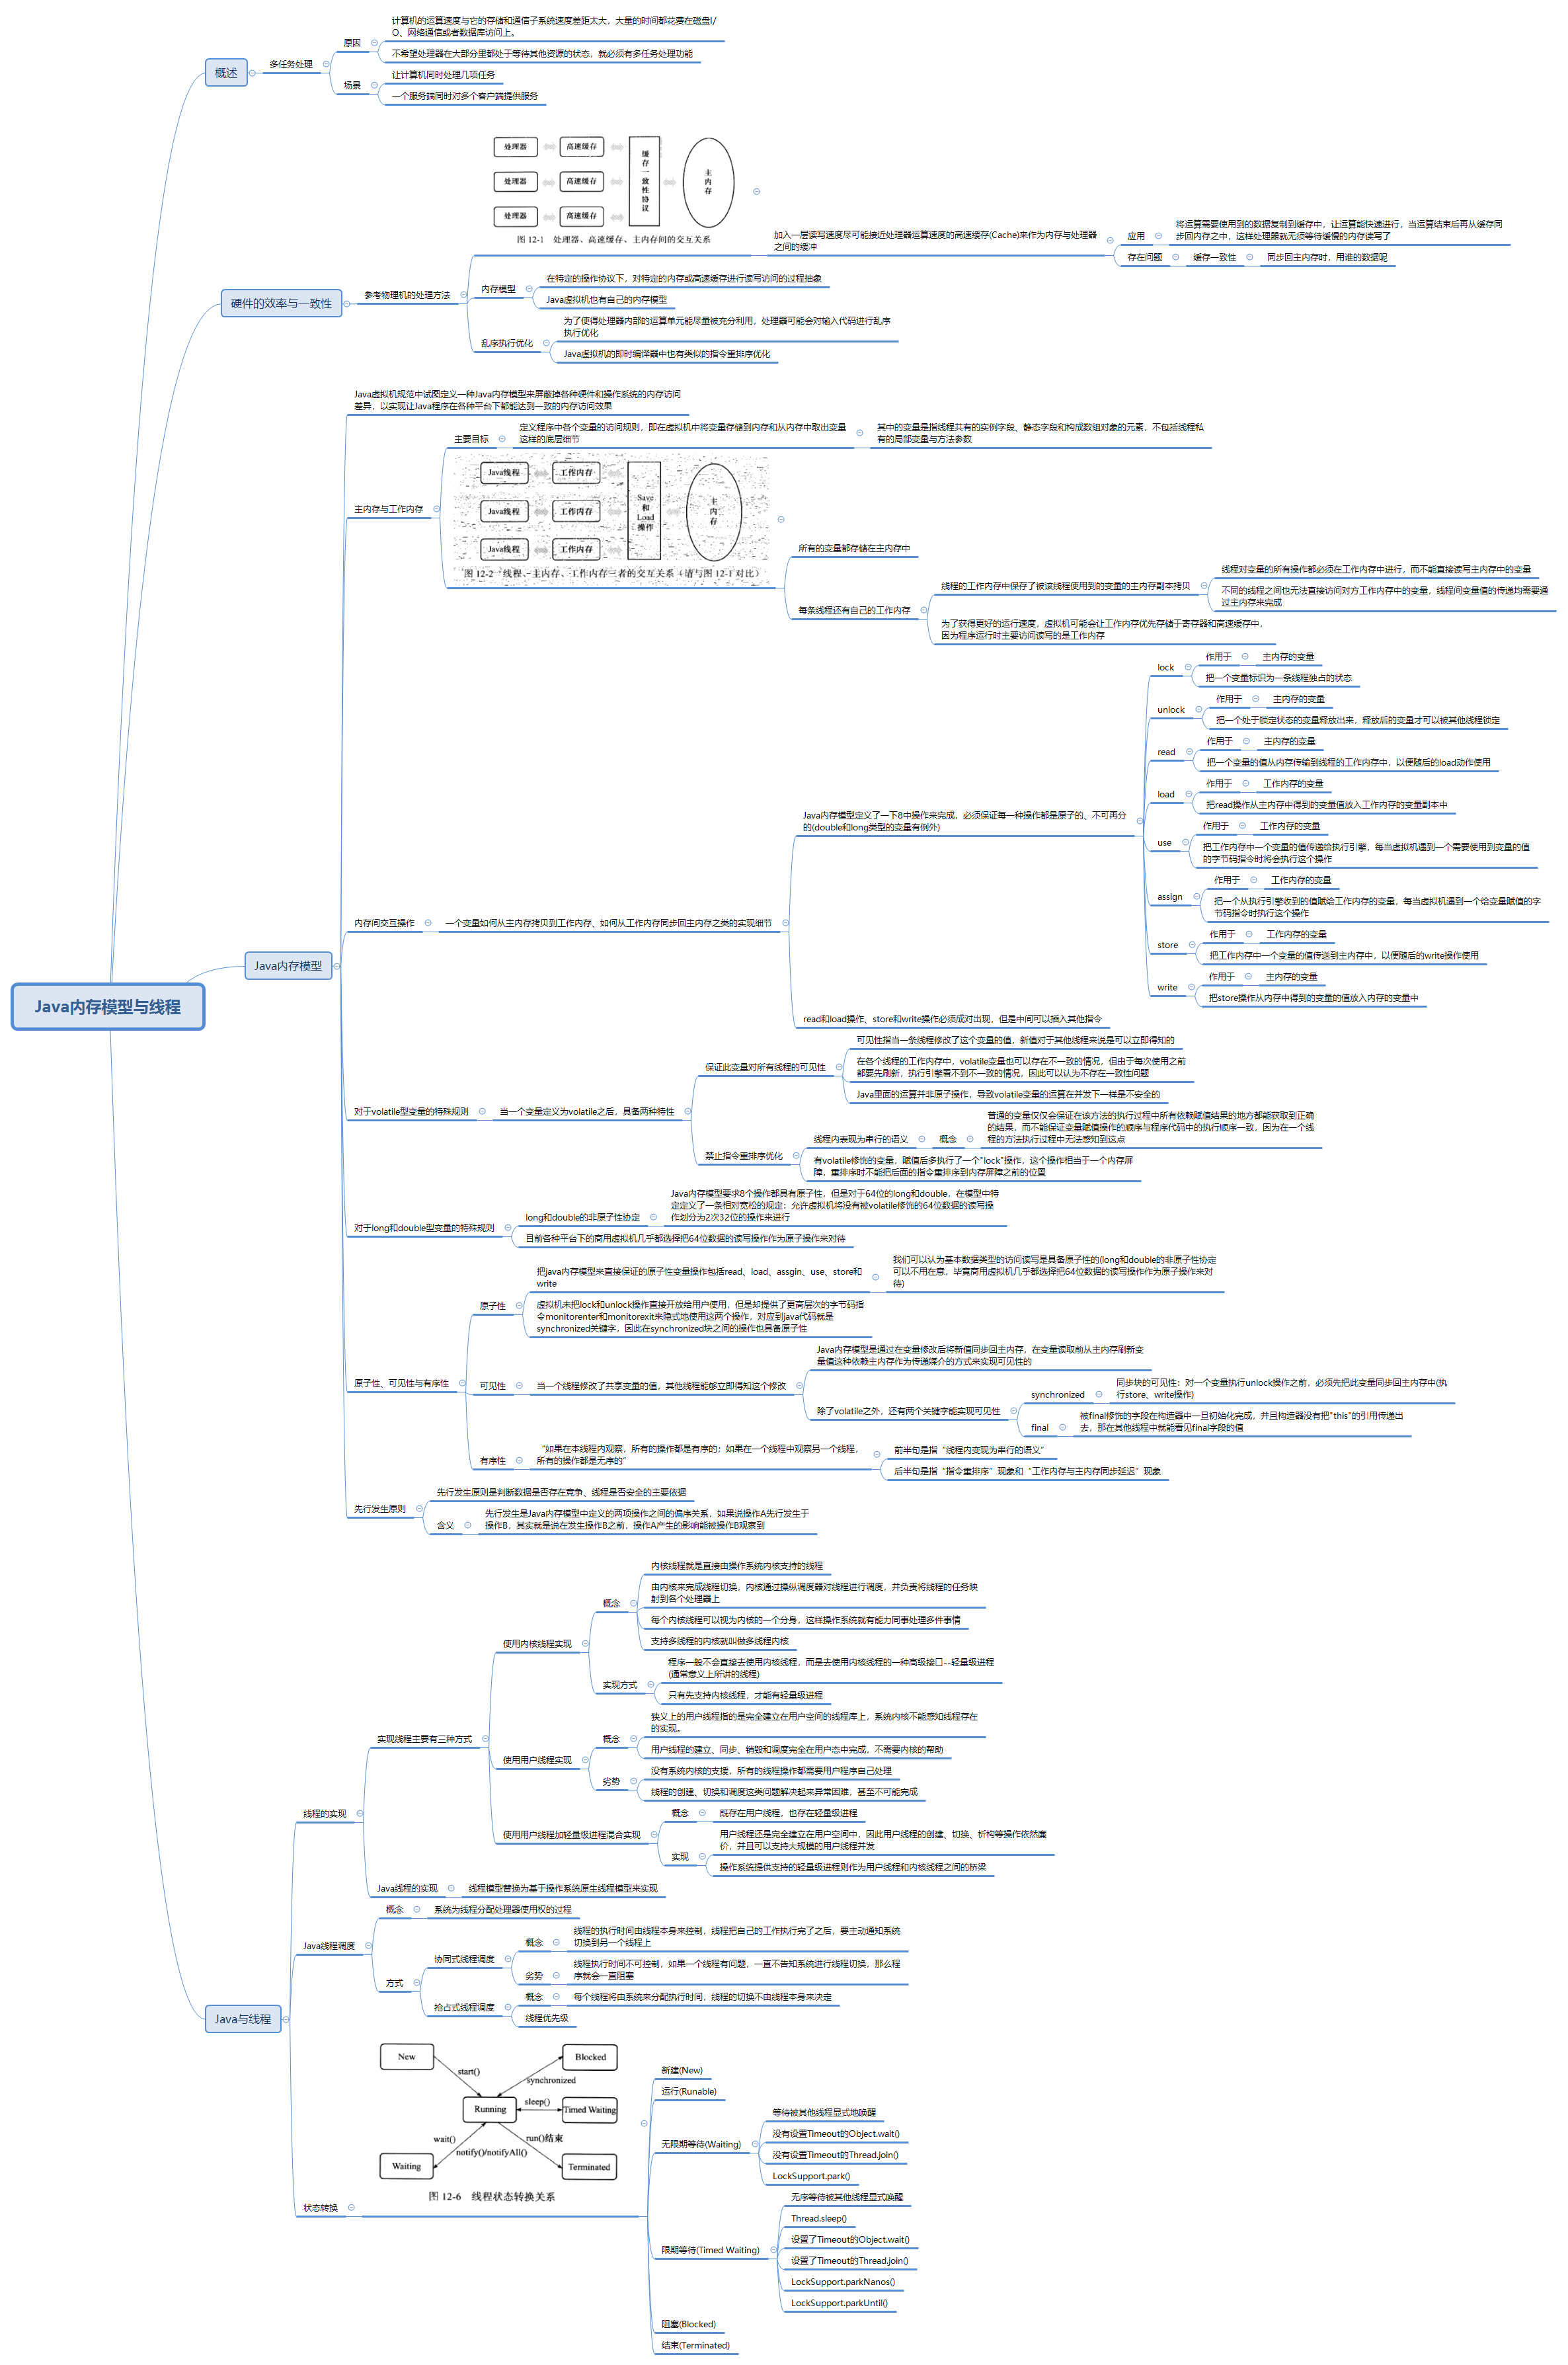 Java内存模型与线程
概述
多任务处理
原因
计算机的运算速度与它的存储和通信子系统速度差距太大，大量的时间都花费在磁盘I/
O、网络通信或者数据库访问上。
不希望处理器在大部分里都处于等待其他资源的状态，就必须有多任务处理功能
场景
让计算机同时处理几项任务
一个服务端同时对多个客户端提供服务
硬件的效率与一致性
参考物理机的处理方法
处理器
高速缓存
处理器
高速缓存
处理器
高速缓存
缓存一致性协议
主内存
图 12-1 处理器、高速缓存、主内存间的交互关系
加入一层读写速度尽可能接近处理器运算速度的高速缓存(Cache)来作为内存与处理器
之间的缓冲
应用
将运算需要使用到的数据复制到缓存中，让运算能快速进行，当运算结束后再从缓存同
步回内存之中，这样处理器就无须等待缓慢的内存读写了
存在问题
缓存一致性
同步回主内存时，用谁的数据呢
内存模型
在特定的操作协议下，对特定的内存或高速缓存进行读写访问的过程抽象
Java虚拟机也有自己的内存模型
乱序执行优化
为了使得处理器内部的运算单元能尽量被充分利用，处理器可能会对输入代码进行乱序
执行优化
Java虚拟机的即时编译器中也有类似的指令重排序优化
Java内存模型
Java虚拟机规范中试图定义一种Java内存模型来屏蔽掉各种硬件和操作系统的内存访问
差异，以实现让Java程序在各种平台下都能达到一致的内存访问效果
主内存与工作内存
主要目标
定义程序中各个变量的访问规则，即在虚拟机中将变量存储到内存和从内存中取出变量
这样的底层细节
其中的变量是指线程共有的实例字段、静态字段和构成数组对象的元素，不包括线程私
有的局部变量与方法参数
Java线程
工作内存
Java线程
工作内存
Java线程
工作内存
Save
和
Load
操作
主内存
图 12-2 线程、主内存、工作内存三者的交互关系（请与图 12-1 对比）
所有的变量都存储在主内存中
每条线程还有自己的工作内存
线程的工作内存中保存了被该线程使用到的变量的主内存副本拷贝
线程对变量的所有操作都必须在工作内存中进行，而不能直接读写主内存中的变量
不同的线程之间也无法直接访问对方工作内存中的变量，线程间变量值的传递均需要通
过主内存来完成
为了获得更好的运行速度，虚拟机可能会让工作内存优先存储于寄存器和高速缓存中，
因为程序运行时主要访问读写的是工作内存
内存间交互操作
一个变量如何从主内存拷贝到工作内存、如何从工作内存同步回主内存之类的实现细节
Java内存模型定义了一下8中操作来完成，必须保证每一种操作都是原子的、不可再分
的(double和long类型的变量有例外)
lock
作用于
主内存的变量
把一个变量标识为一条线程独占的状态
unlock
作用于
主内存的变量
把一个处于锁定状态的变量释放出来，释放后的变量才可以被其他线程锁定
read
作用于
主内存的变量
把一个变量的值从内存传输到线程的工作内存中，以便随后的load动作使用
load
作用于
工作内存的变量
把read操作从主内存中得到的变量值放入工作内存的变量副本中
use
作用于
工作内存的变量
把工作内存中一个变量的值传递给执行引擎，每当虚拟机遇到一个需要使用到变量的值
的字节码指令时将会执行这个操作
assign
作用于
工作内存的变量
把一个从执行引擎收到的值赋给工作内存的变量，每当虚拟机遇到一个给变量赋值的字
节码指令时执行这个操作
store
作用于
工作内存的变量
把工作内存中一个变量的值传送到主内存中，以便随后的write操作使用
write
作用于
主内存的变量
把store操作从内存中得到的变量的值放入内存的变量中
read和load操作、store和write操作必须成对出现，但是中间可以插入其他指令
对于volatile型变量的特殊规则
当一个变量定义为volatile之后，具备两种特性
保证此变量对所有线程的可见性
可见性指当一条线程修改了这个变量的值，新值对于其他线程来说是可以立即得知的
在各个线程的工作内存中，volatile变量也可以存在不一致的情况，但由于每次使用之前
都要先刷新，执行引擎看不到不一致的情况，因此可以认为不存在一致性问题
Java里面的运算并非原子操作，导致volatile变量的运算在并发下一样是不安全的
禁止指令重排序优化
线程内表现为串行的语义
概念
普通的变量仅仅会保证在该方法的执行过程中所有依赖赋值结果的地方都能获取到正确
的结果，而不能保证变量赋值操作的顺序与程序代码中的执行顺序一致，因为在一个线
程的方法执行过程中无法感知到这点
有volatile修饰的变量，赋值后多执行了一个"lock"操作，这个操作相当于一个内存屏
障，重排序时不能把后面的指令重排序到内存屏障之前的位置
对于long和double型变量的特殊规则
long和double的非原子性协定
Java内存模型要求8个操作都具有原子性，但是对于64位的long和double，在模型中特
定定义了一条相对宽松的规定：允许虚拟机将没有被volatile修饰的64位数据的读写操
作划分为2次32位的操作来进行
目前各种平台下的商用虚拟机几乎都选择把64位数据的读写操作作为原子操作来对待
原子性、可见性与有序性
原子性
把java内存模型来直接保证的原子性变量操作包括read、load、assgin、use、store和
write
我们可以认为基本数据类型的访问读写是具备原子性的(long和double的非原子性协定
可以不用在意，毕竟商用虚拟机几乎都选择把64位数据的读写操作作为原子操作来对
待)
虚拟机未把lock和unlock操作直接开放给用户使用，但是却提供了更高层次的字节码指
令monitorenter和monitorexit来隐式地使用这两个操作，对应到java代码就是
synchronized关键字，因此在synchronized块之间的操作也具备原子性
可见性
当一个线程修改了共享变量的值，其他线程能够立即得知这个修改
Java内存模型是通过在变量修改后将新值同步回主内存，在变量读取前从主内存刷新变
量值这种依赖主内存作为传递媒介的方式来实现可见性的
除了volatile之外，还有两个关键字能实现可见性
synchronized
同步块的可见性：对一个变量执行unlock操作之前，必须先把此变量同步回主内存中(执
行store、write操作)
final
被final修饰的字段在构造器中一旦初始化完成，并且构造器没有把"this"的引用传递出
去，那在其他线程中就能看见final字段的值
有序性
“如果在本线程内观察，所有的操作都是有序的；如果在一个线程中观察另一个线程，
所有的操作都是无序的”
前半句是指“线程内变现为串行的语义”
后半句是指“指令重排序”现象和“工作内存与主内存同步延迟”现象
先行发生原则
先行发生原则是判断数据是否存在竞争、线程是否安全的主要依据
含义
先行发生是Java内存模型中定义的两项操作之间的偏序关系，如果说操作A先行发生于
操作B，其实就是说在发生操作B之前，操作A产生的影响能被操作B观察到
Java与线程
线程的实现
实现线程主要有三种方式
使用内核线程实现
概念
内核线程就是直接由操作系统内核支持的线程
由内核来完成线程切换，内核通过操纵调度器对线程进行调度，并负责将线程的任务映
射到各个处理器上
每个内核线程可以视为内核的一个分身，这样操作系统就有能力同事处理多件事情
支持多线程的内核就叫做多线程内核
实现方式
程序一般不会直接去使用内核线程，而是去使用内核线程的一种高级接口--轻量级进程
(通常意义上所讲的线程)
只有先支持内核线程，才能有轻量级进程
使用用户线程实现
概念
狭义上的用户线程指的是完全建立在用户空间的线程库上，系统内核不能感知线程存在
的实现。
用户线程的建立、同步、销毁和调度完全在用户态中完成，不需要内核的帮助
劣势
没有系统内核的支援，所有的线程操作都需要用户程序自己处理
线程的创建、切换和调度这类问题解决起来异常困难，甚至不可能完成
使用用户线程加轻量级进程混合实现
概念
既存在用户线程，也存在轻量级进程
实现
用户线程还是完全建立在用户空间中，因此用户线程的创建、切换、析构等操作依然廉
价，并且可以支持大规模的用户线程并发
操作系统提供支持的轻量级进程则作为用户线程和内核线程之间的桥梁
Java线程的实现
线程模型替换为基于操作系统原生线程模型来实现
Java线程调度
概念
系统为线程分配处理器使用权的过程
方式
协同式线程调度
概念
线程的执行时间由线程本身来控制，线程把自己的工作执行完了之后，要主动通知系统
切换到另一个线程上
劣势
线程执行时间不可控制，如果一个线程有问题，一直不告知系统进行线程切换，那么程
序就会一直阻塞
抢占式线程调度
概念
每个线程将由系统来分配执行时间，线程的切换不由线程本身来决定
线程优先级
状态转换
New
Blocked
start()
synchronized
Running
sleep()
Timed Waiting
wait()
run()结束
notify()/notifyAll()
Waiting
Terminated
图 12-6 线程状态转换关系
新建(New)
运行(Runable)
无限期等待(Waiting)
等待被其他线程显式地唤醒
没有设置Timeout的Object.wait()
没有设置Timeout的Thread.join()
LockSupport.park()
限期等待(Timed Waiting)
无序等待被其他线程显式唤醒
Thread.sleep()
设置了Timeout的Object.wait()
设置了Timeout的Thread.join()
LockSupport.parkNanos()
LockSupport.parkUntil()
阻塞(Blocked)
结束(Terminated)